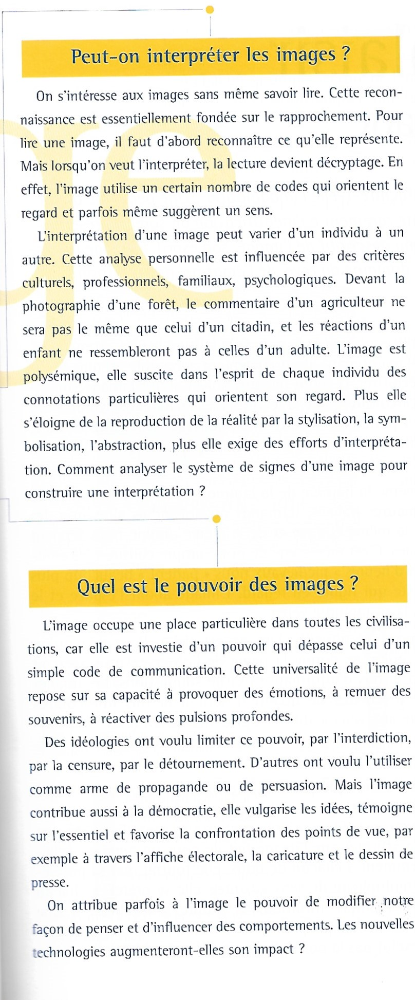 Peut-on interpréter les images ?
On s'intéresse aux images sans même savoir lire. Cette recon-
naissance est essentiellement fondée sur le rapprochement. Pour
lire une image, il faut d'abord reconnaître ce qu'elle représente.
Mais lorsqu'on veut l'interpréter, la lecture devient décryptage. En
effet, l'image utilise un certain nombre de codes qui orientent le
regard et parfois même suggèrent un sens.
L'interprétation d'une image peut varier d'un individu à un
autre. Cette analyse personnelle est influencée par des critères
culturels, professionnels, familiaux, psychologiques. Devant la
photographie d'une forêt, le commentaire d'un agriculteur ne
sera pas le même que celui d'un citadin, et les réactions d'un
enfant ne ressembleront pas à celles d'un adulte. L'image est
polysémique, elle suscite dans l'esprit de chaque individu des
connotations particulières qui orientent son regard. Plus elle
s'éloigne de la reproduction de la réalité par la stylisation, la sym-
bolisation, l'abstraction, plus elle exige des efforts d'interpréta-
tion. Comment analyser le système de signes d'une image pour
construire une interprétation ?
Quel est le pouvoir des images ?
L'image occupe une place particulière dans toutes les civilisa-
tions, car elle est investie d'un pouvoir qui dépasse celui d'un
simple code de communication. Cette universalité de l'image
repose sur sa capacité à provoquer des émotions, à remuer des
souvenirs, à réactiver des pulsions profondes.
Des idéologies ont voulu limiter ce pouvoir, par l'interdiction,
par la censure, par le détournement. D'autres ont voulu l'utiliser
comme arme de propagande ou de persuasion. Mais l'image
contribue aussi à la démocratie, elle vulgarise les idées, témoigne
sur l'essentiel et favorise la confrontation des points de vue, par
exemple à travers l'affiche électorale, la caricature et le dessin de
presse.
On attribue parfois à l'image le pouvoir de modifier notre
façon de penser et d'influencer des comportements. Les nouvelles
technologies augmenteront-elles son impact ?